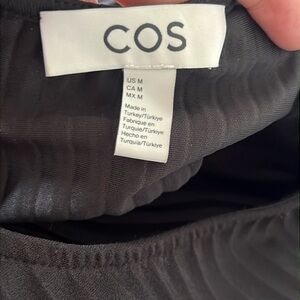 COS
US M
CA M
MX M
Made in
Turkey/Türkiye
Fabriqué en
Turquie/Türkiye
Hecho en
Turquía/Türkiye